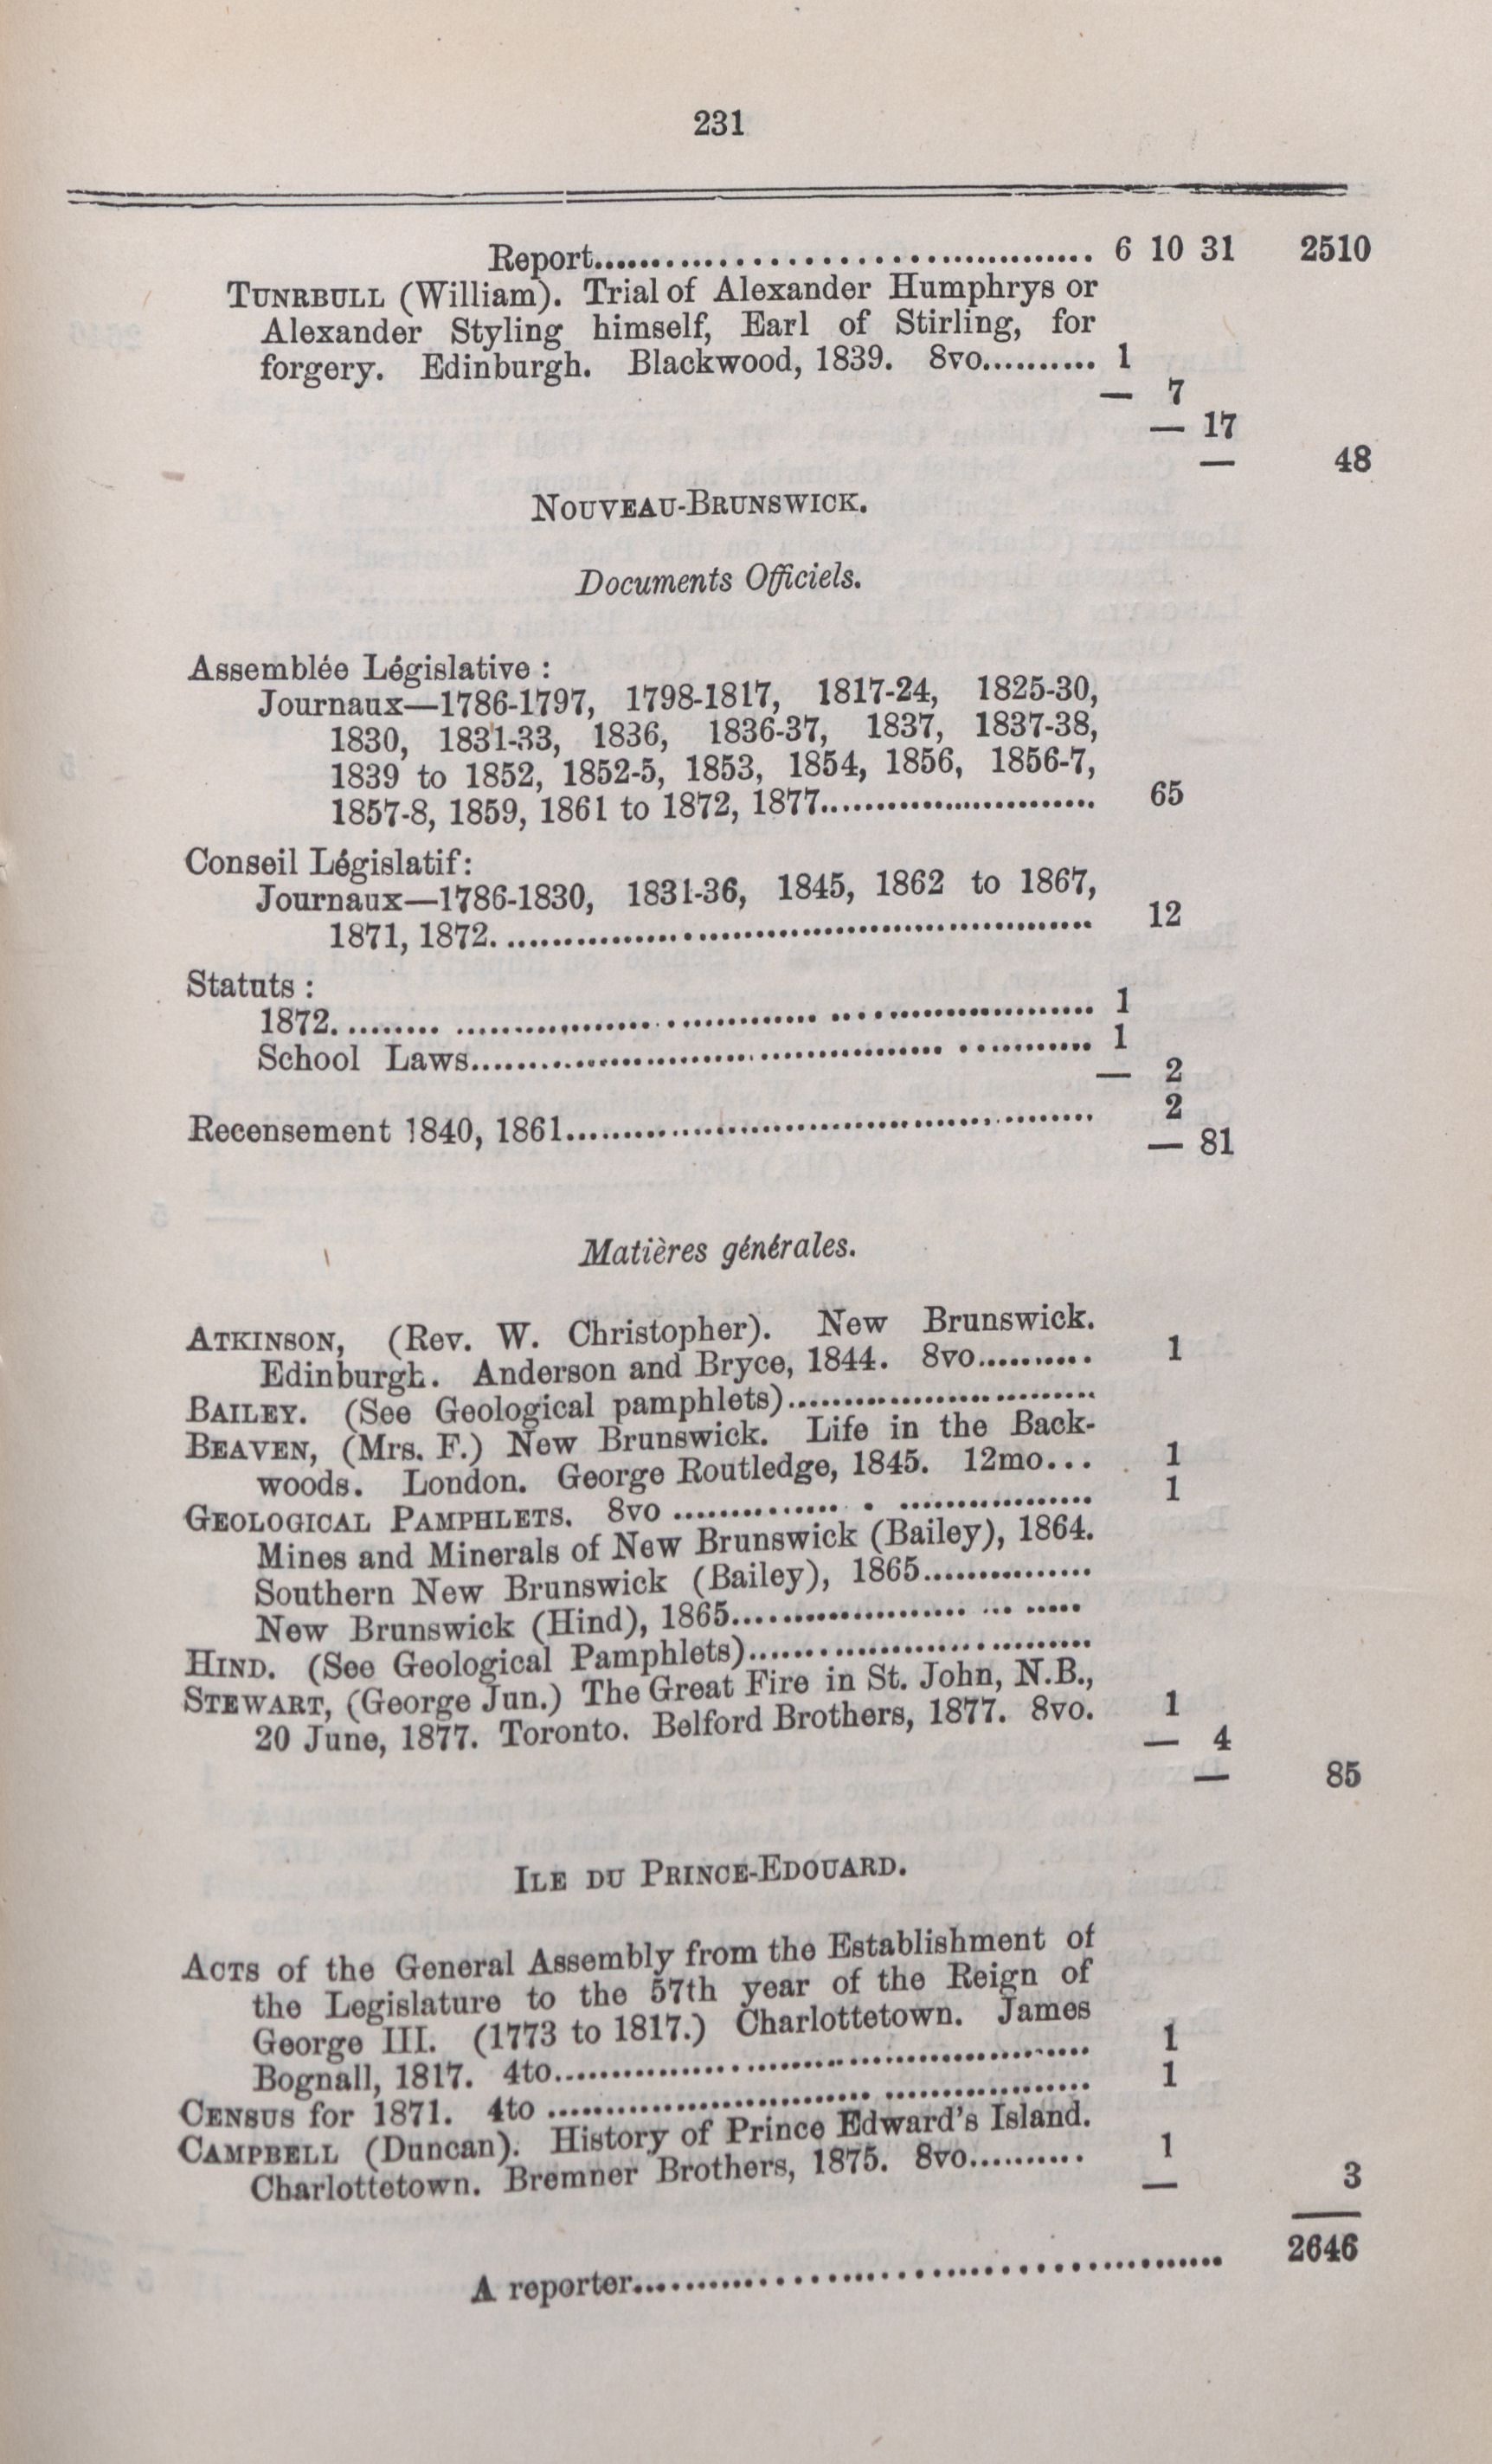 231
Report........................................ 6 10 31 2510
TUNRBULL (William). Trial of Alexander Humphrys or
Alexander Styling himself, Earl of Stirling, for
forgery. Edinburgh. Blackwood, 1839. 8vo.......... 1
— 7
— 17
— 48
NOUVEAU-BRUNSWICK.
Documents Officiels.
Assemblée Législative :
Journaux—1786-1797, 1798-1817, 1817-24, 1825-30,
1830, 1831-33, 1836, 1836-37, 1837, 1837-38,
1839 to 1852, 1852-5, 1853, 1854, 1856, 1856-7,
1857-8, 1859, 1861 to 1872, 1877........................ 65
Conseil Législatif:
Journaux—1786-1830, 1831-36, 1845, 1862 to 1867,
1871, 1872. .................................................. 12
Statuts :
1872. .................................................. 1
School Laws.................................................. 1
— 2
Recensement 1840, 1861............................................. 2
— 81
Matières générales.
ATKINSON, (Rev. W. Christopher). New Brunswick.
Edinburgh. Anderson and Bryce, 1844. 8vo.......... 1
BAILEY. (See Geological pamphlets)..........................
BEAVEN, (Mrs. F.) New Brunswick. Life in the Back-
woods. London. George Routledge, 1845. 12mo... 1
GEOLOGICAL PAMPHLETS. 8vo .................................. 1
Mines and Minerals of New Brunswick (Bailey), 1864.
Southern New Brunswick (Bailey), 1865...............
New Brunswick (Hind), 1865............................
HIND. (See Geological Pamphlets)..............................
STEWART, (George Jun.) The Great Fire in St. John, N.B.,
20 June, 1877. Toronto. Belford Brothers, 1877. 8vo. 1
— 4
— 85
ILE DU PRINCE-EDOUARD.
ACTS of the General Assembly from the Establishment of
the Legislature to the 57th year of the Reign of
George III. (1773 to 1817.) Charlottetown. James
Bognall, 1817. 4to............................................. 1
CENSUS for 1871. 4to ............................................. 1
CAMPBELL (Duncan). History of Prince Edward's Island.
Charlottetown. Bremner Brothers, 1875. 8vo.......... 1
— 3
2646
A reporter........................................